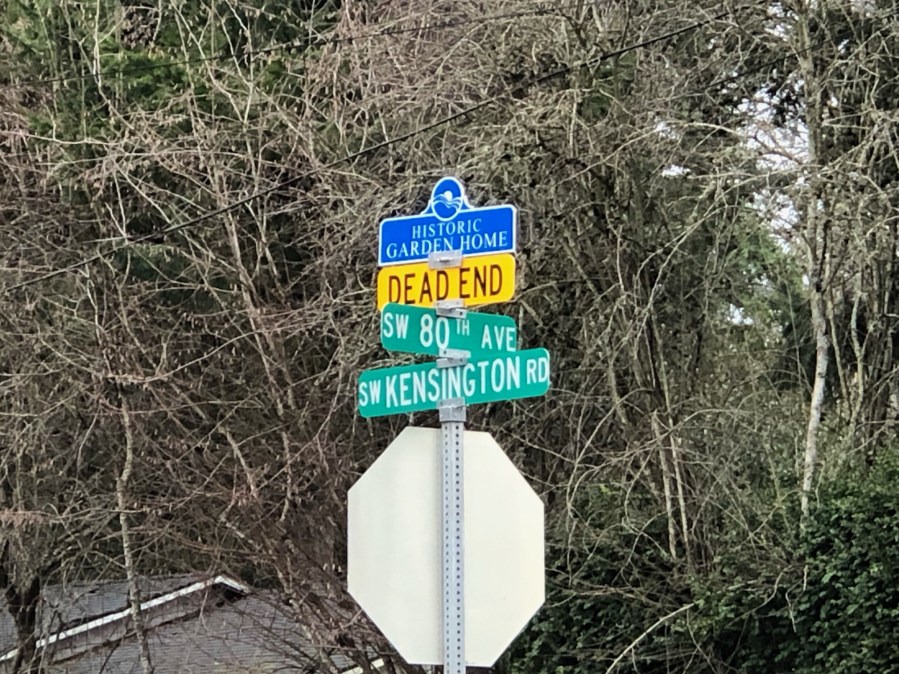 HISTORIC
GARDEN HOME
DEAD END
SW 80TH AVE
SW KENSINGTON RD